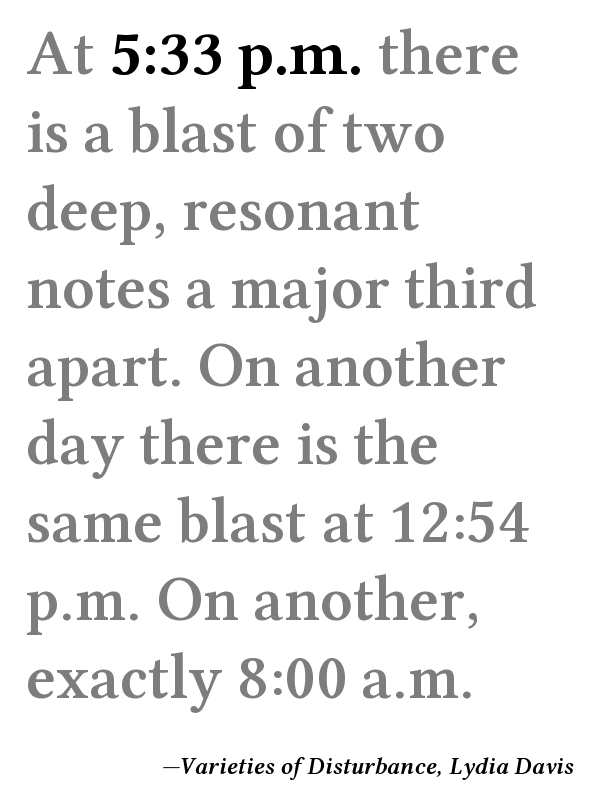 At 5:33 p.m. there
is a blast of two
deep, resonant
notes a major third
apart. On another
day there is the
same blast at 12:54
p.m. On another,
exactly 8:00 a.m.
—Varieties of Disturbance, Lydia Davis